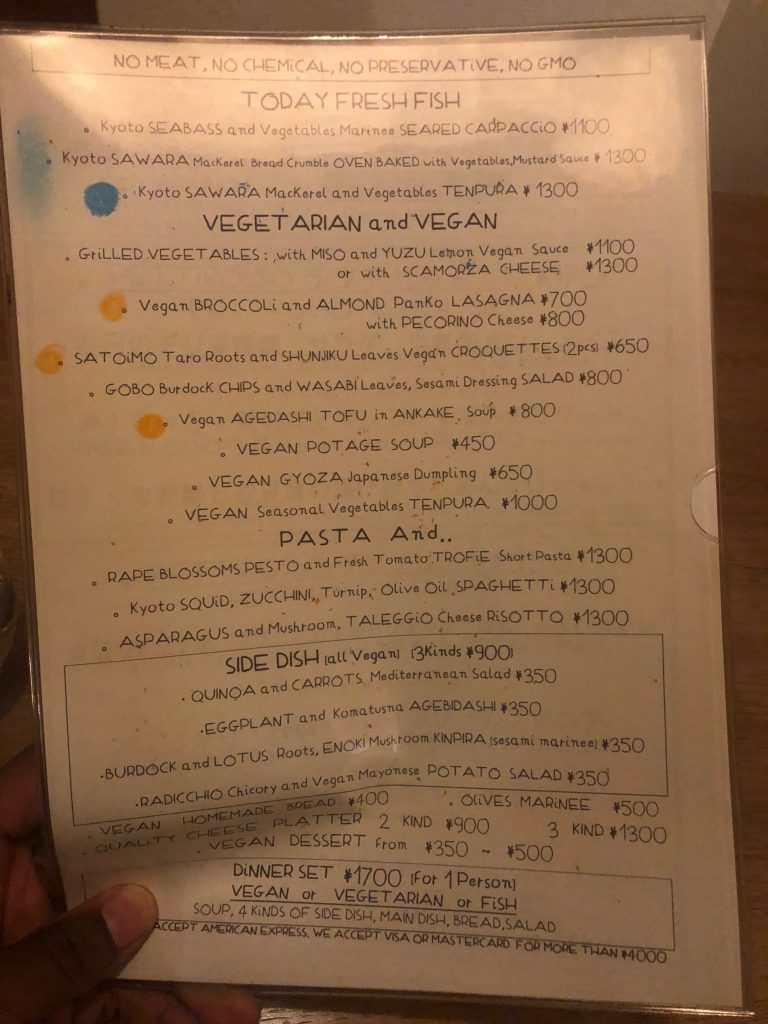 NO MEAT, NO CHEMiCAL, NO PRESERVATiVE, NO GMO
TODAY FRESH FiSH
• Kyoto SEABASS and Vegetables Marinee SEARED CARPACCiO ¥1100
• Kyoto SAWARA Mackerel Bread Crumble OVEN BAKED with Vegetables, Mustard Sauce ¥ 1300
• Kyoto SAWARA Mackerel and Vegetables TENPURA ¥ 1300
VEGETARiAN and VEGAN
• GRiLLED VEGETABLES: with MiSO and YUZU Lemon Vegan Sauce ¥1100
or with SCAMORZA CHEESE ¥1300
• Vegan BROCCOLi and ALMOND Panko LASAGNA ¥700
with PECORiNO Cheese ¥800
• SATOiMO Taro Roots and SHUNJiKU Leaves Vegan CROQUETTES (2pcs) ¥650
• GOBO Burdock CHiPS and WASABi Leaves, Sesami Dressing SALAD ¥800
• Vegan AGEDASHi TOFU in ANKAKE Soup ¥ 800
• VEGAN POTAGE SOUP ¥450
• VEGAN GYOZA Japanese Dumpling ¥650
• VEGAN Seasonal Vegetables TENPURA ¥1000
PASTA And..
• RAPE BLOSSOMS PESTO and Fresh Tomato TROFiE Short Pasta ¥1300
• Kyoto SQUiD, ZUCCHiNi, Turnip, Olive Oil SPAGHETTi ¥1300
• ASPARAGUS and Mushroom, TALEGGiO Cheese RiSOTTO ¥1300
SiDE DiSH (all Vegan) (3Kinds ¥900)
• QUiNOA and CARROTS Mediterranean Salad ¥350
• EGGPLANT and Komatusna AGEBiDASHi ¥350
• BURDOCK and LOTUS Roots, ENOKi Mushroom KiNPiRA (sesami marinee) ¥350
• RADiCCHiO Chicory and Vegan Mayonese POTATO SALAD ¥350
• VEGAN HOMEMADE BREAD ¥400 • OLiVES MARiNEE ¥500
• QUALiTY CHEESE PLATTER 2 KiND ¥900 3 KiND ¥1300
• VEGAN DESSERT from ¥350 ~ ¥500
DiNNER SET ¥1700 (For 1 Person)
VEGAN or VEGETARiAN or FiSH
SOUP, 4 KiNDS OF SiDE DiSH, MAiN DiSH, BREAD, SALAD
ACCEPT AMERiCAN EXPRESS. WE ACCEPT ViSA OR MASTERCARD FOR MORE THAN ¥4000